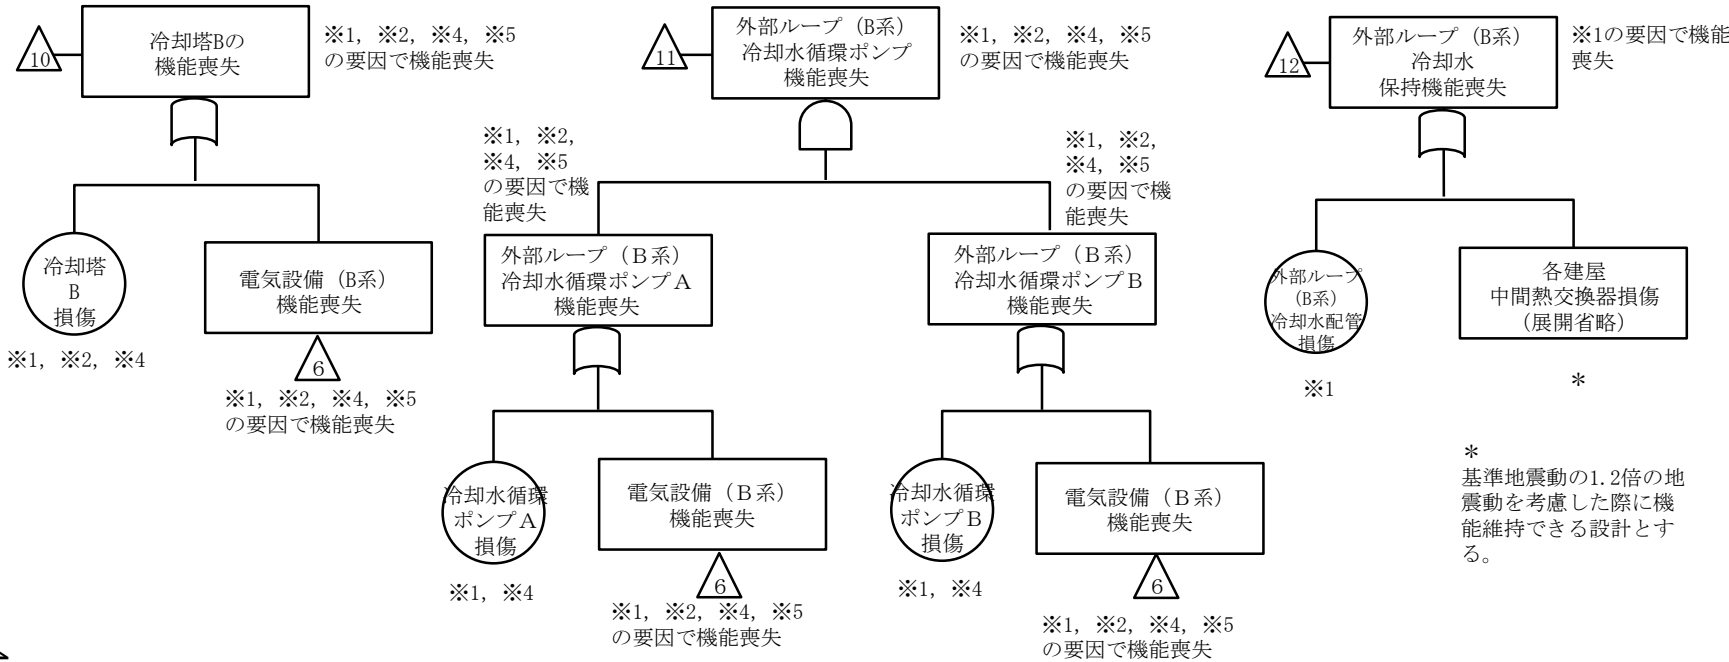 10
冷却塔Bの
機能喪失
※1, ※2, ※4, ※5
の要因で機能喪失
冷却塔
B
損傷
※1, ※2, ※4
電気設備（B系）
機能喪失
6
※1, ※2, ※4, ※5
の要因で機能喪失
11
外部ループ（B系）
冷却水循環ポンプ
機能喪失
※1, ※2, ※4, ※5
の要因で機能喪失
※1, ※2,
※4, ※5
の要因で機
能喪失
外部ループ（Ｂ系）
冷却水循環ポンプＡ
機能喪失
冷却水循環
ポンプＡ
損傷
※1, ※4
電気設備（Ｂ系）
機能喪失
6
※1, ※2, ※4, ※5
の要因で機能喪失
※1, ※2,
※4, ※5
の要因で機
能喪失
外部ループ（Ｂ系）
冷却水循環ポンプＢ
機能喪失
冷却水循環
ポンプＢ
損傷
※1, ※4
電気設備（Ｂ系）
機能喪失
6
※1, ※2, ※4, ※5
の要因で機能喪失
12
外部ループ（B系）
冷却水
保持機能喪失
※1の要因で機能
喪失
外部ループ
（B系）
冷却水配管
損傷
※1
各建屋
中間熱交換器損傷
（展開省略）
*
*
基準地震動の1.2倍の地
震動を考慮した際に機
能維持できる設計とす
る。